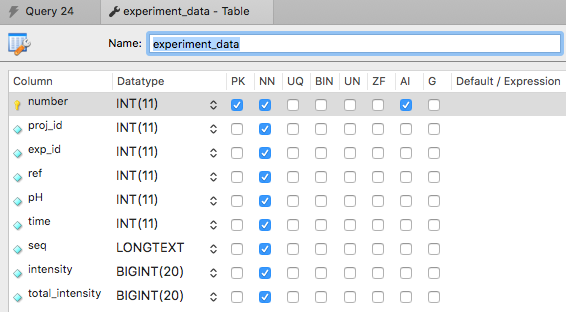 Query 24 experiment_data - Table
Name: experiment_data
Column Datatype PK NN UQ BIN UN ZF AI G Default / Expression
number INT(11)
proj_id INT(11)
exp_id INT(11)
ref INT(11)
pH INT(11)
time INT(11)
seq LONGTEXT
intensity BIGINT(20)
total_intensity BIGINT(20)